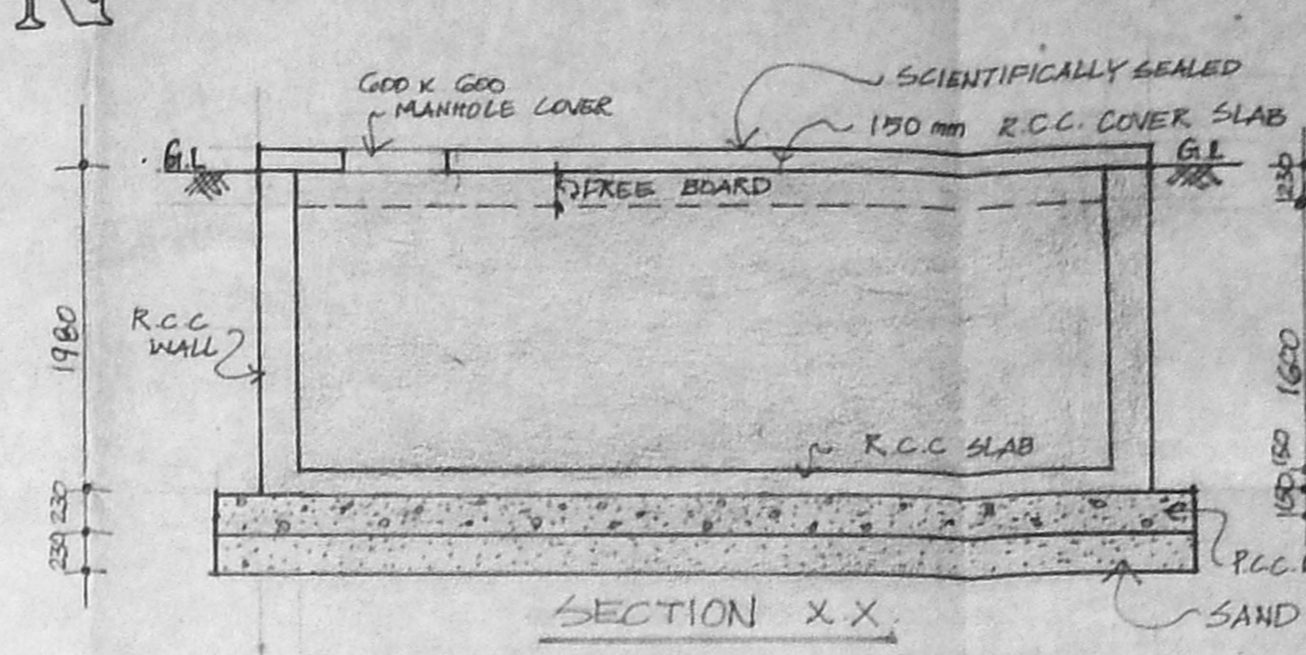 600 X 600
MANHOLE COVER
SCIENTIFICALLY SEALED
150 mm R.C.C. COVER SLAB
G.L
G.L
FREE BOARD
230
1980
R.C.C
WALL
1600
R.C.C SLAB
150
150
230
230
P.C.C.
SAND
SECTION X.X.